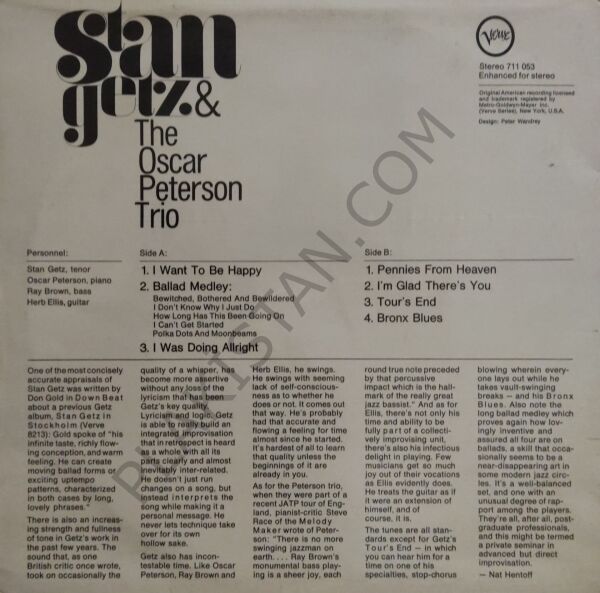 Stan
getz &
The
Oscar
Peterson
Trio
Verve
Stereo 711 053
Enhanced for stereo
Original American recording licensed
and trademark registered by
Metro-Goldwyn-Mayer Inc.
(Verve Series), New York, U.S.A.
Design: Peter Wandrey
Personnel:
Stan Getz, tenor
Oscar Peterson, piano
Ray Brown, bass
Herb Ellis, guitar
Side A:
1. I Want To Be Happy
2. Ballad Medley:
Bewitched, Bothered And Bewildered
I Don't Know Why I Just Do
How Long Has This Been Going On
I Can't Get Started
Polka Dots And Moonbeams
3. I Was Doing Allright
Side B:
1. Pennies From Heaven
2. I'm Glad There's You
3. Tour's End
4. Bronx Blues
One of the most concisely
accurate appraisals of
Stan Getz was written by
Don Gold in Down Beat
about a previous Getz
album, Stan Getz in
Stockholm (Verve
8213): Gold spoke of "his
infinite taste, richly flow-
ing conception, and warm
feeling. He can create
moving ballad forms or
exciting uptempo
patterns, characterized
in both cases by long,
lovely phrases."
There is also an increas-
ing strength and fullness
of tone in Getz's work in
the past few years. The
sound that, as one
British critic once wrote,
took on occasionally the
quality of a whisper, has
become more assertive
without any loss of the
lyricism that has been
Getz's key quality.
Lyricism and logic. Getz
is able to so build an
integrated improvisation
that in retrospect is heard
as a whole with all its
parts clearly and almost
inevitably inter-related.
He doesn't just run
changes on a song, but
instead interprets the
song while making it a
personal message. He
never lets technique take
over for its own
hollow sake.
Getz also has incon-
testable time. Like Oscar
Peterson, Ray Brown and
Herb Ellis, he swings.
He swings with seeming
lack of self-conscious-
ness as to whether he
does or not. It comes out
that way. He's probably
had that accurate and
flowing a feeling for time
almost since he started.
It's hardest of all to learn
that quality unless the
beginnings of it are
already in you.
As for the Peterson trio,
when they were part of a
recent JATP tour of Eng-
land, pianist-critic Steve
Race of the Melody
Maker wrote of Peter-
son: "There is no more
swinging jazzman on
earth.... Ray Brown's
monumental bass play-
ing is a sheer joy, each
round true note preceded
by that percussive
impact which is the hall-
mark of the really great
jazz bassist." And as for
Ellis, there's not only his
time and ability to be
fully part of a collecti-
vely improvising unit,
there's also his infectious
delight in playing. Few
musicians get so much
joy out of their vocations
as Ellis evidently does.
He treats the guitar as if
it were an extension of
himself, and of
course, it is.
The tunes are all stan-
dards except for Getz's
Tour's End – in which
you can hear him for a
time on one of his
specialties, stop-chorus
blowing wherein every-
one lays out while he
takes vault-swinging
breaks – and his Bronx
Blues. Also note the
long ballad medley which
proves again how lov-
ingly inventive and
assured all four are on
ballads, a skill that occa-
sionally seems to be a
near-disappearing art in
some modern jazz circ-
les. It's a well-balanced
set, and one with an
unusual degree of rap-
port among the players.
They're all, after all, post-
graduate professionals,
and this might be termed
a private seminar in
advanced but direct
improvisation.
– Nat Hentoff